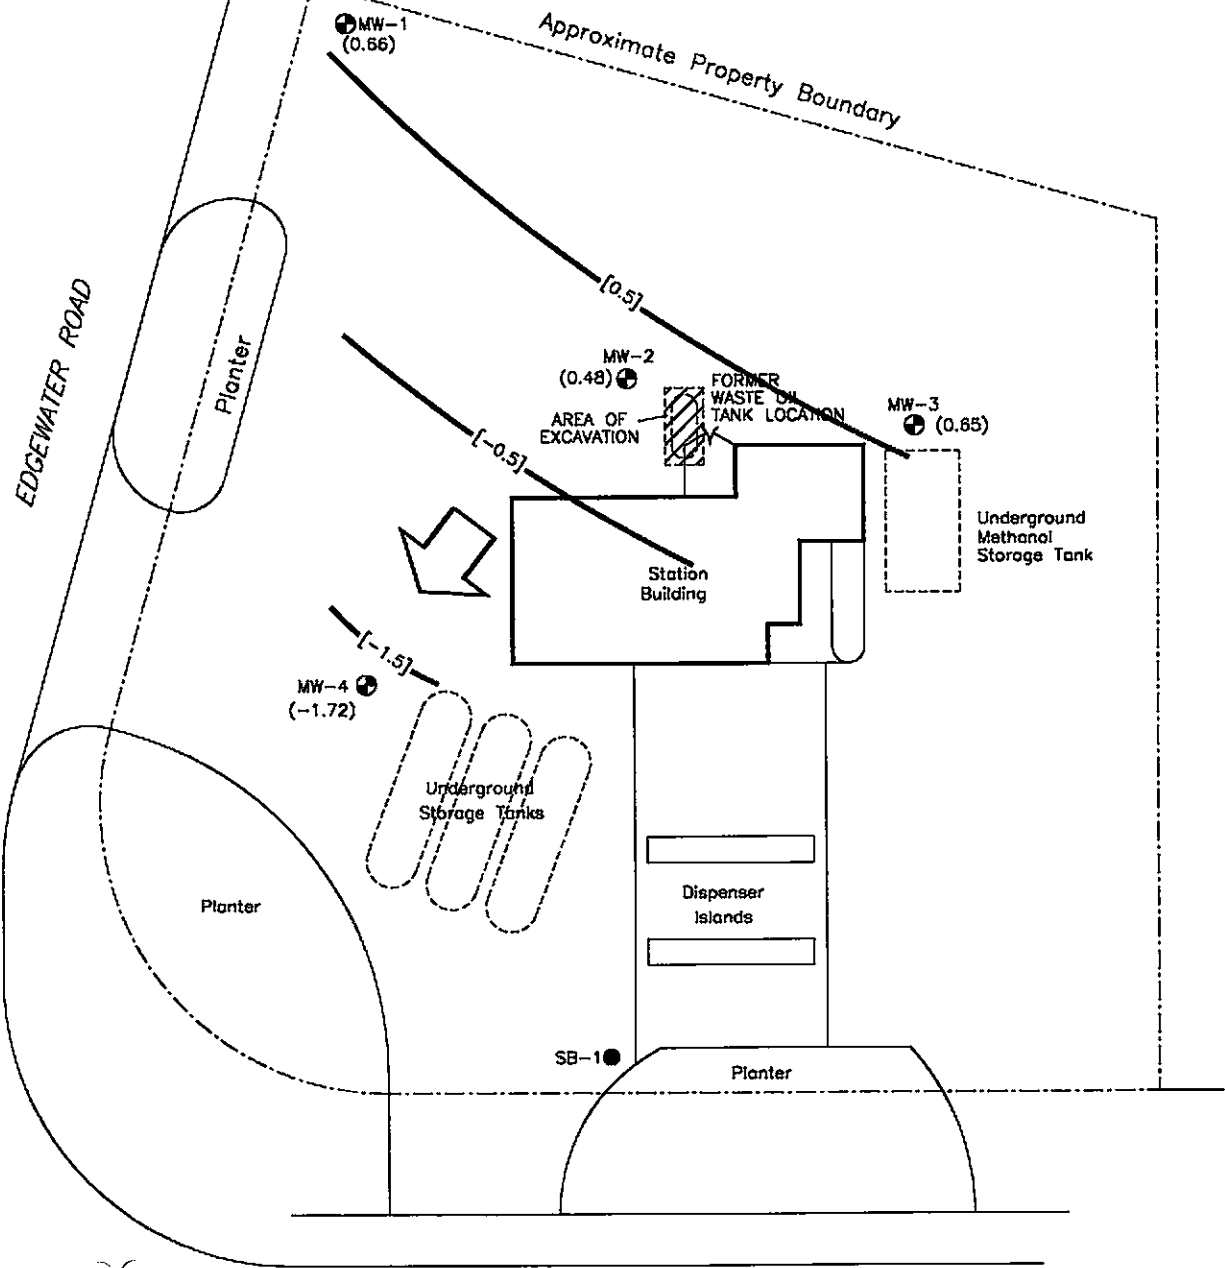 MW-1
(0.66)
Approximate Property Boundary
EDGEWATER ROAD
Planter
[0.5]
MW-2
(0.48)
FORMER
WASTE OIL
TANK LOCATION
AREA OF
EXCAVATION
MW-3
(0.65)
[-0.5]
Underground
Methanol
Storage Tank
Station
Building
[-1.5]
MW-4
(-1.72)
Underground
Storage Tanks
Planter
Dispenser
Islands
SB-1
Planter